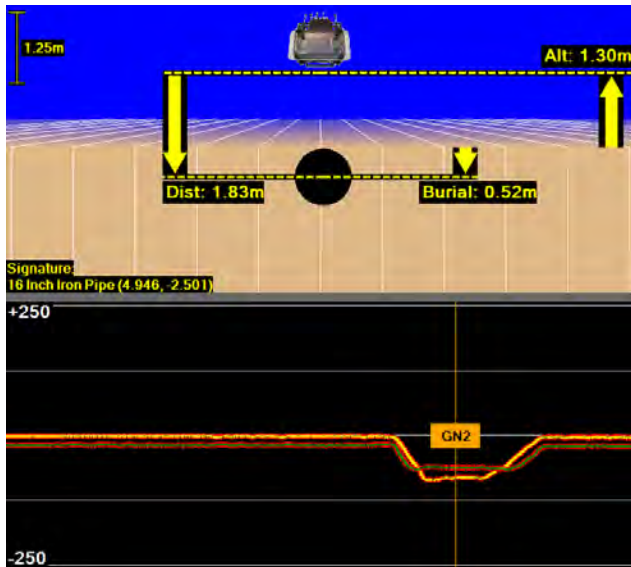 1.25m
Alt: 1.30m
Dist: 1.83m
Burial: 0.52m
Signature:
16 Inch Iron Pipe (4.946, -2.501)
+250
GN2
-250